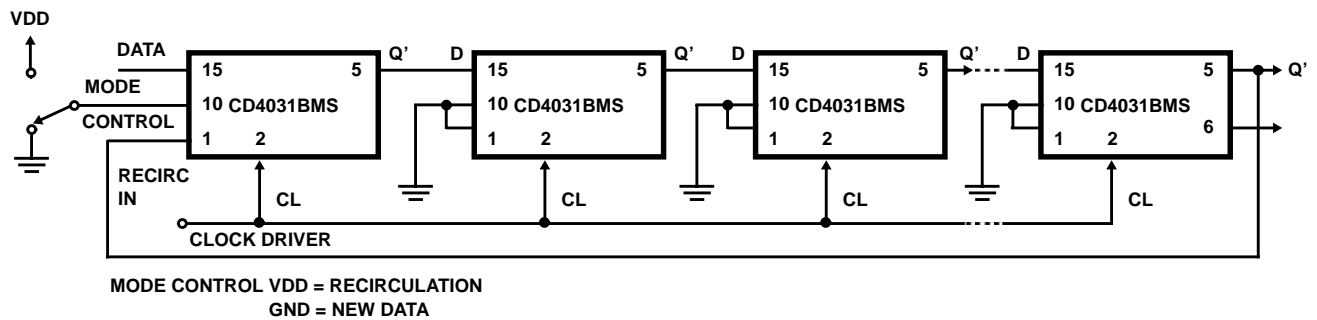 VDD
DATA
MODE
CONTROL
RECIRC
IN
15 5
10 CD4031BMS
1 2
Q’ D
15 5
10 CD4031BMS
1 2
Q’ D
15 5
10 CD4031BMS
1 2
Q’ D
15 5
10 CD4031BMS
6
1 2
Q’
CL CL CL CL
CLOCK DRIVER
MODE CONTROL VDD = RECIRCULATION
GND = NEW DATA